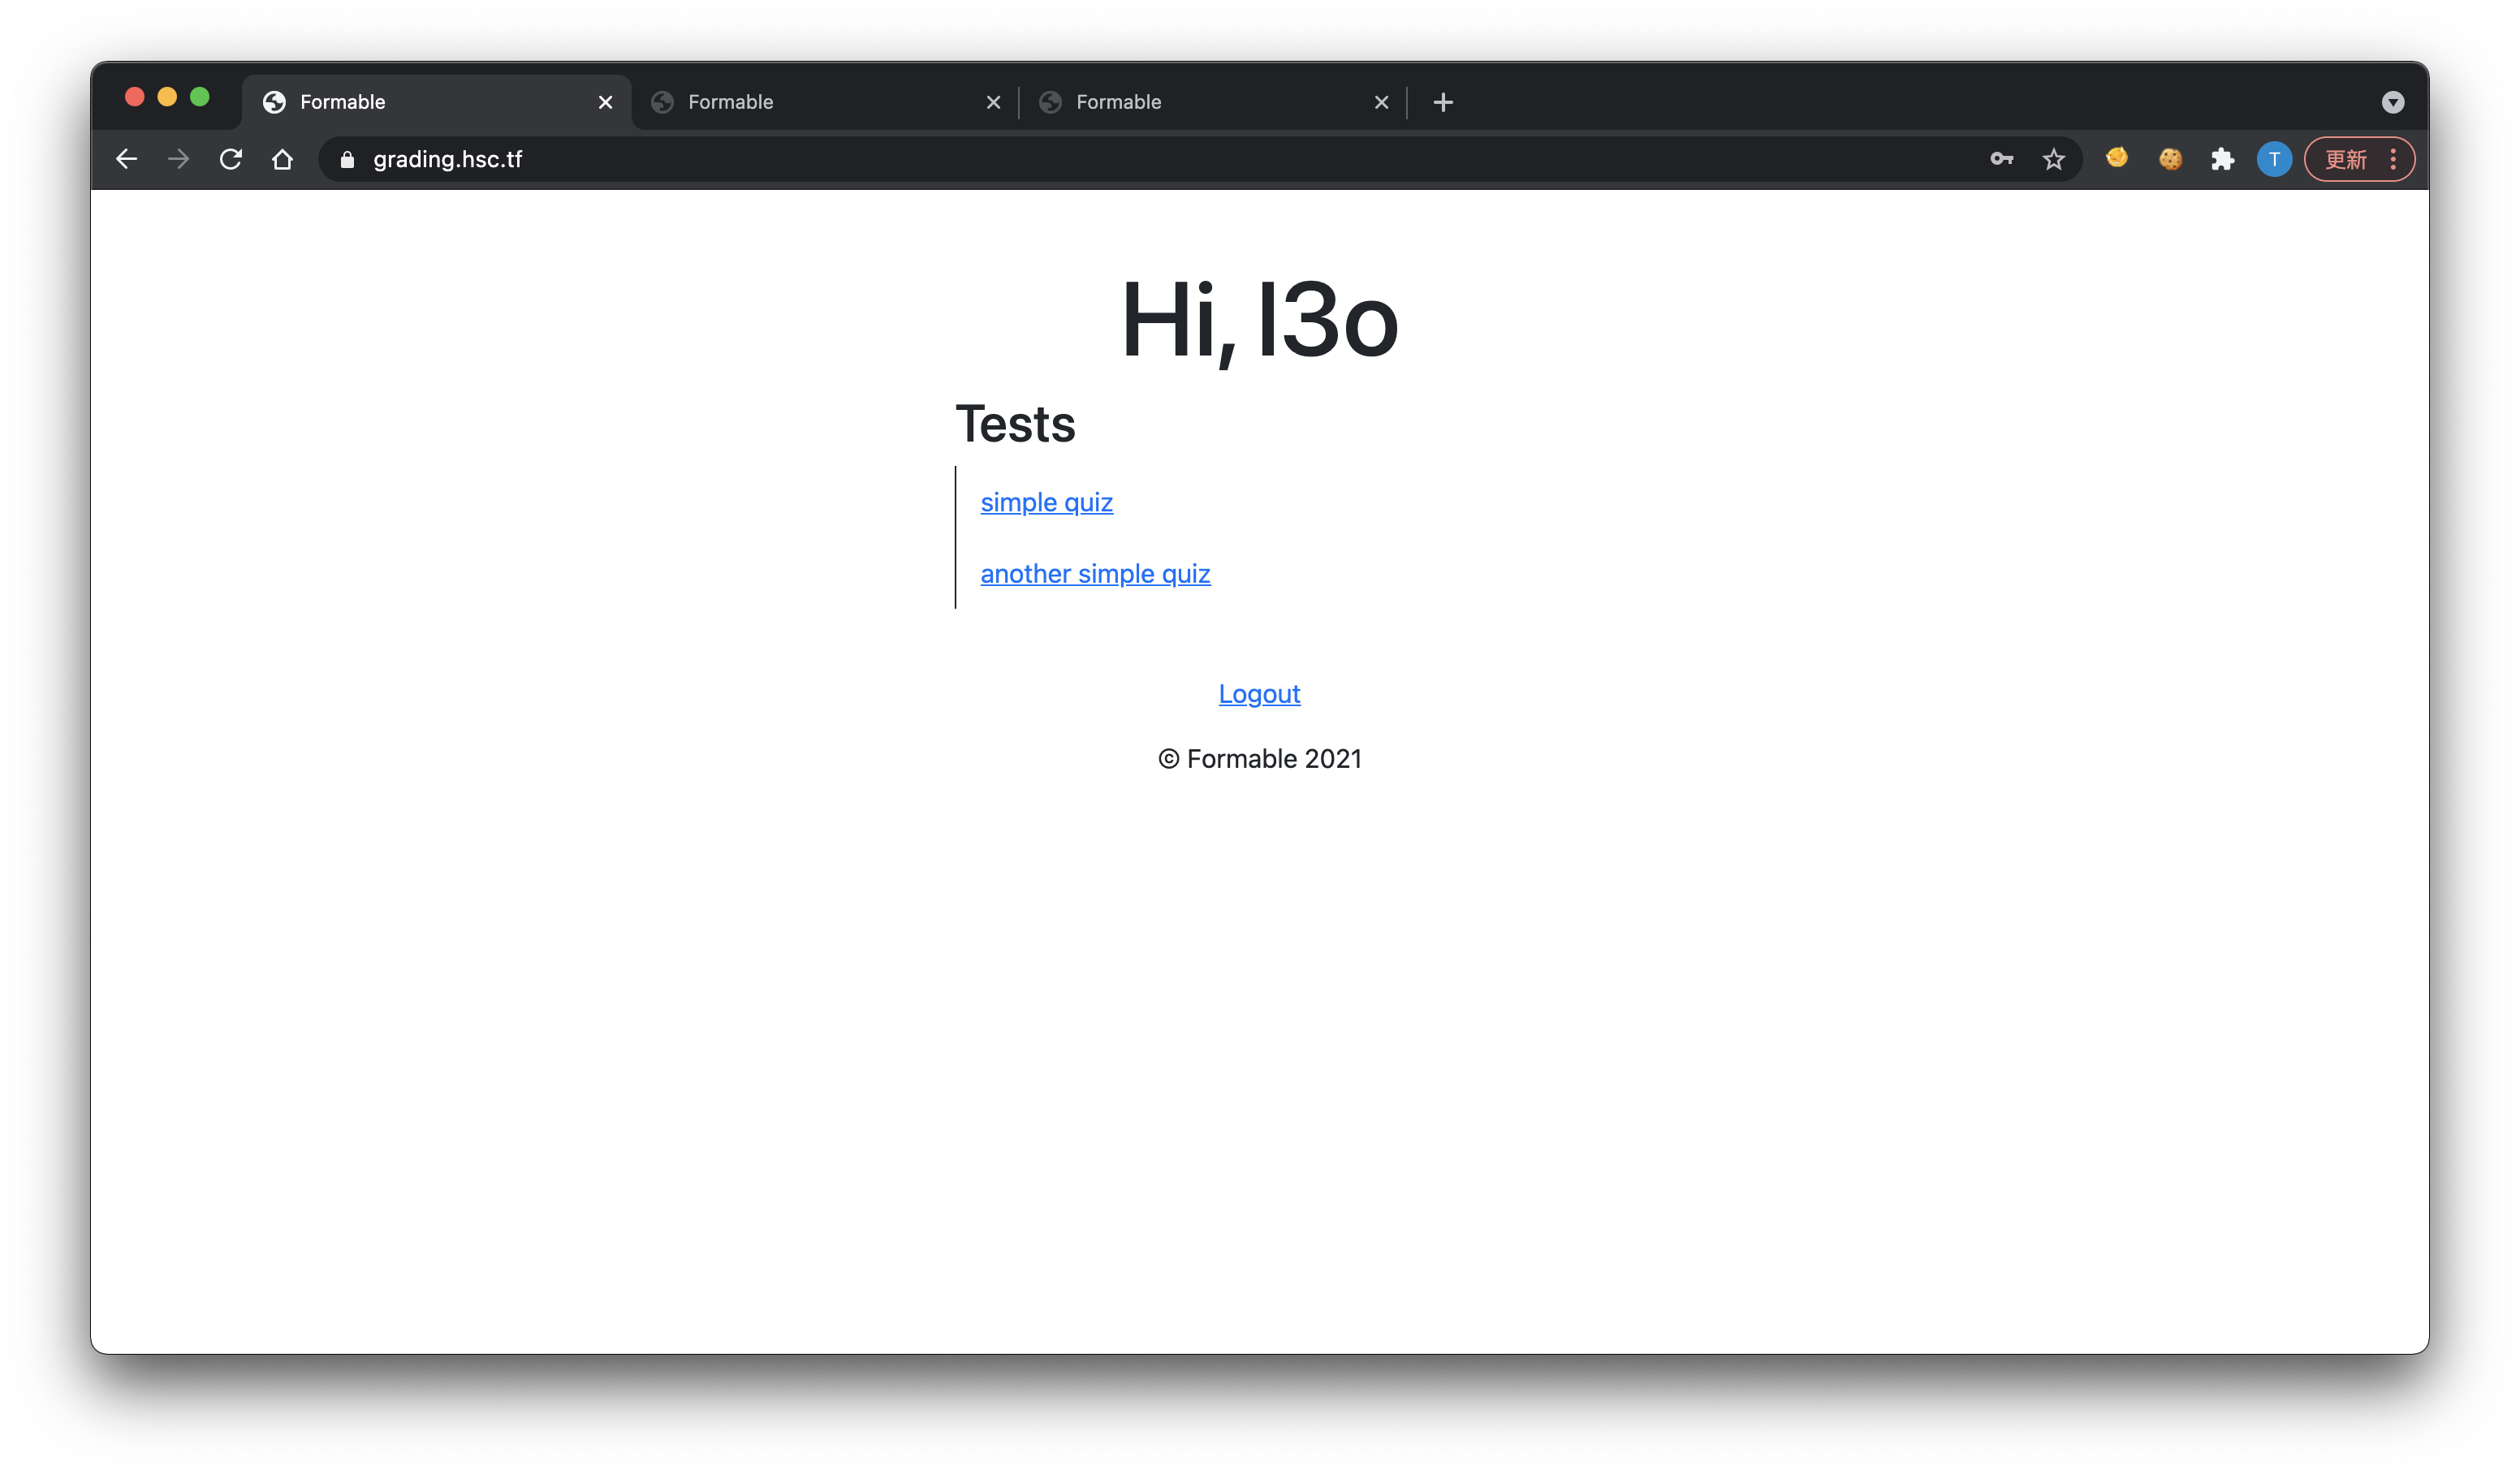 Formable
Formable
Formable
grading.hsc.tf
T
更新
Hi, l3o
Tests
simple quiz
another simple quiz
Logout
© Formable 2021